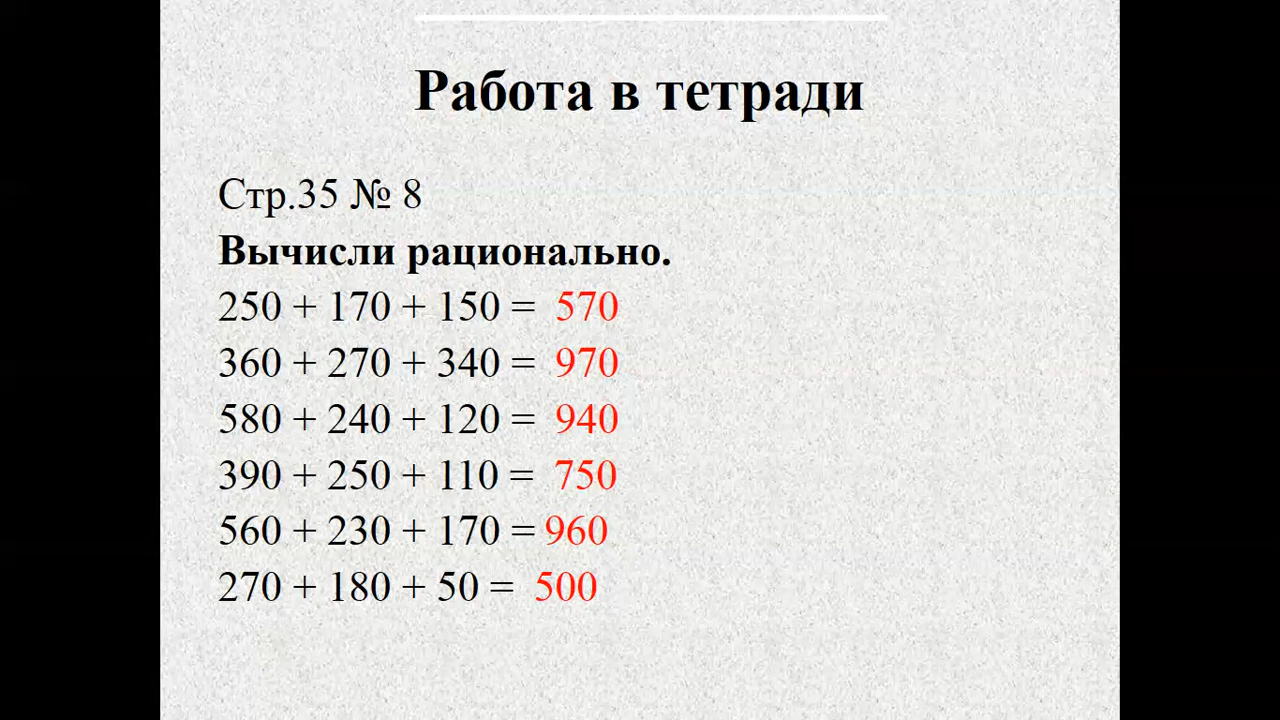 Работа в тетради
Стр.35 № 8
Вычисли рационально.
250 + 170 + 150 = 570
360 + 270 + 340 = 970
580 + 240 + 120 = 940
390 + 250 + 110 = 750
560 + 230 + 170 = 960
270 + 180 + 50 = 500